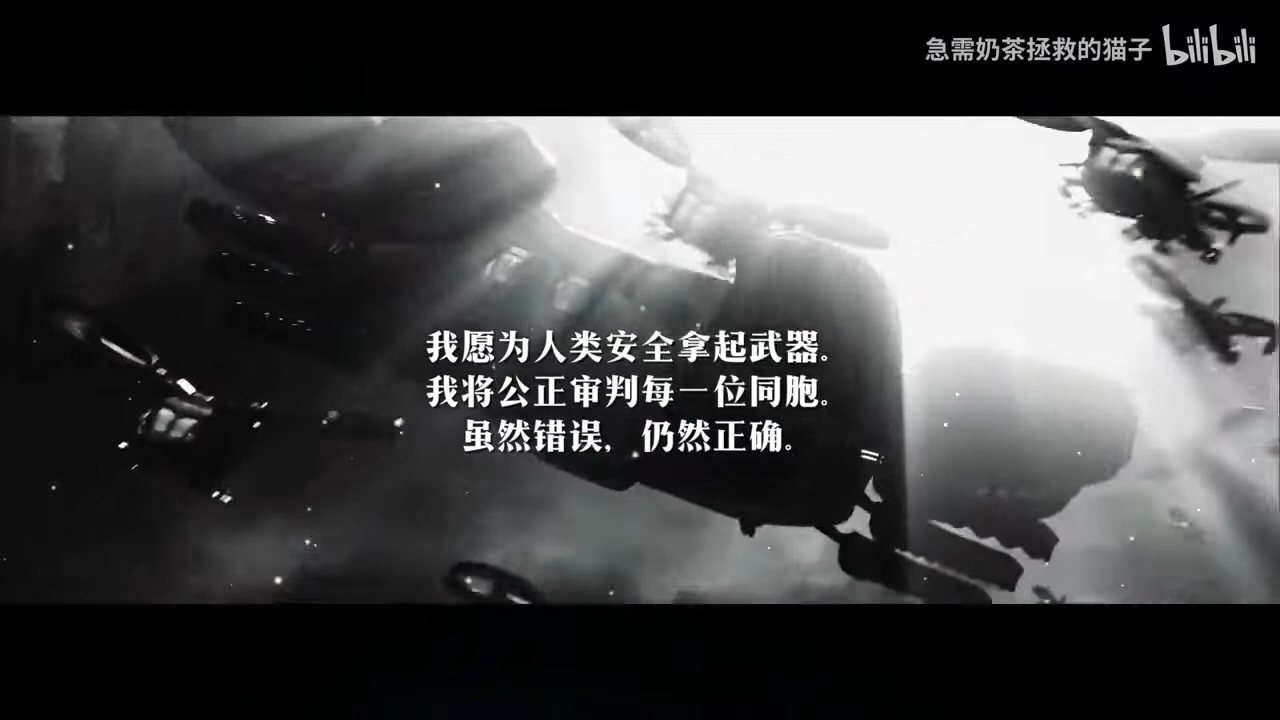 急需奶茶拯救的猫子 bilibili
我愿为人类安全拿起武器。
我将公正审判每一位同胞。
虽然错误，仍然正确。